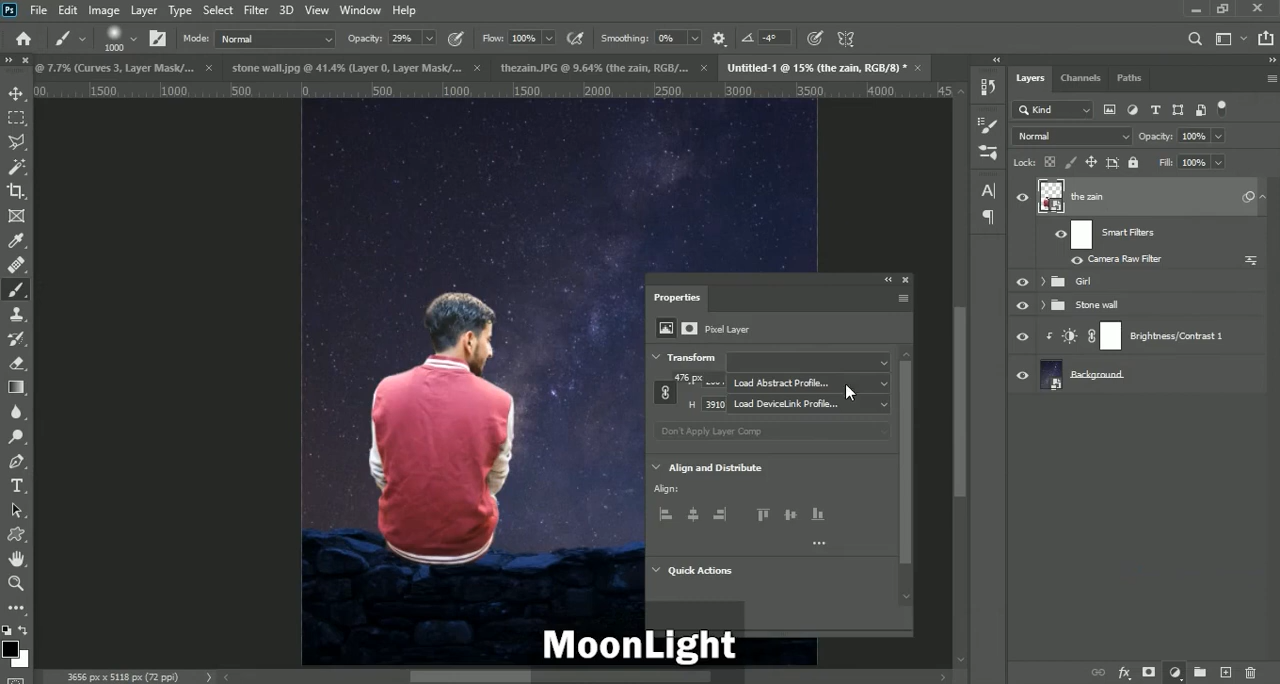 Ps File Edit Image Layer Type Select Filter 3D View Window Help
1000 Mode: Normal Opacity: 29% Flow: 100% Smoothing: 0% -4°
@ 7.7% (Curves 3, Layer Mask/... × stone wall.jpg @ 41.4% (Layer 0, Layer Mask/... × thezain.JPG @ 9.64% (the zain, RGB/... × Untitled-1 @ 15% (the zain, RGB/8) * ×
00 1500 1000 500 0 500 1000 1500 2000 2500 3000 3500 4000 45
Layers Channels Paths
Kind
Normal Opacity: 100%
Lock: Fill: 100%
the zain
Smart Filters
Camera Raw Filter
Girl
Stone wall
Brightness/Contrast 1
Background
Properties
Pixel Layer
Transform
476 px
Load Abstract Profile...
H 3910 Load DeviceLink Profile...
Don't Apply Layer Comp
Align and Distribute
Align:
Quick Actions
MoonLight
3656 px x 5118 px (72 ppi)